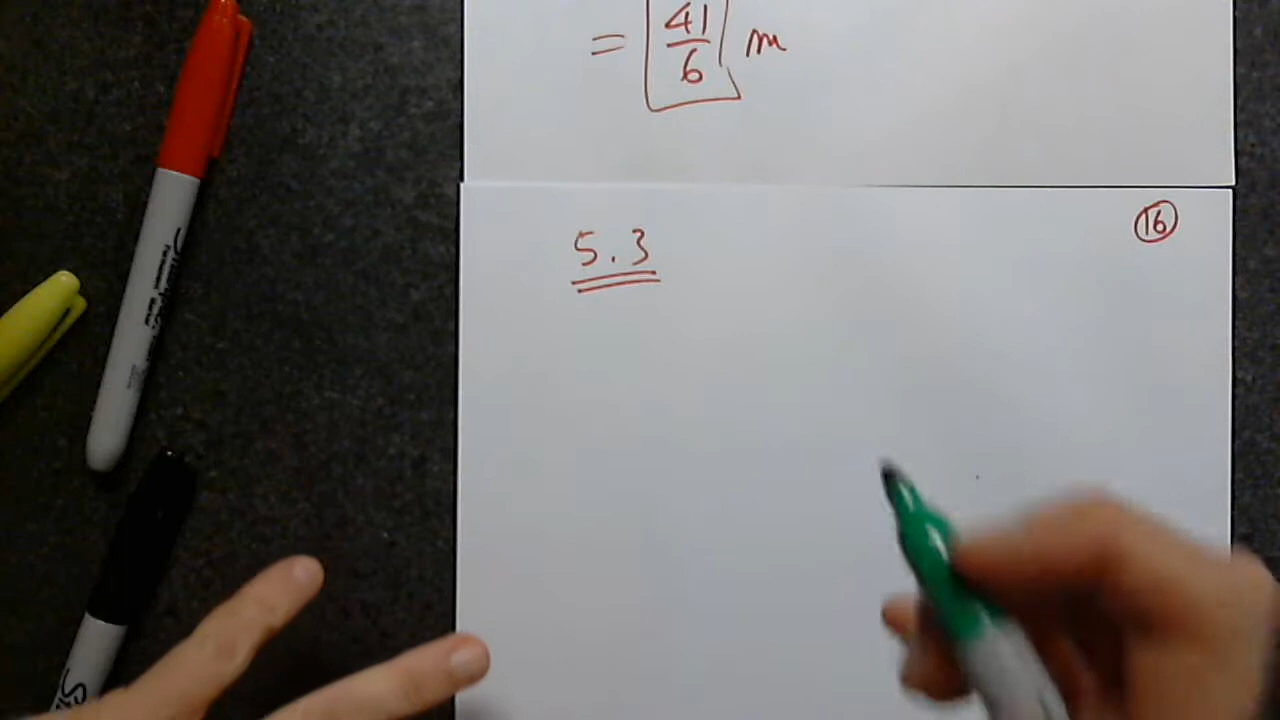 = 41/6 m
16
5.3